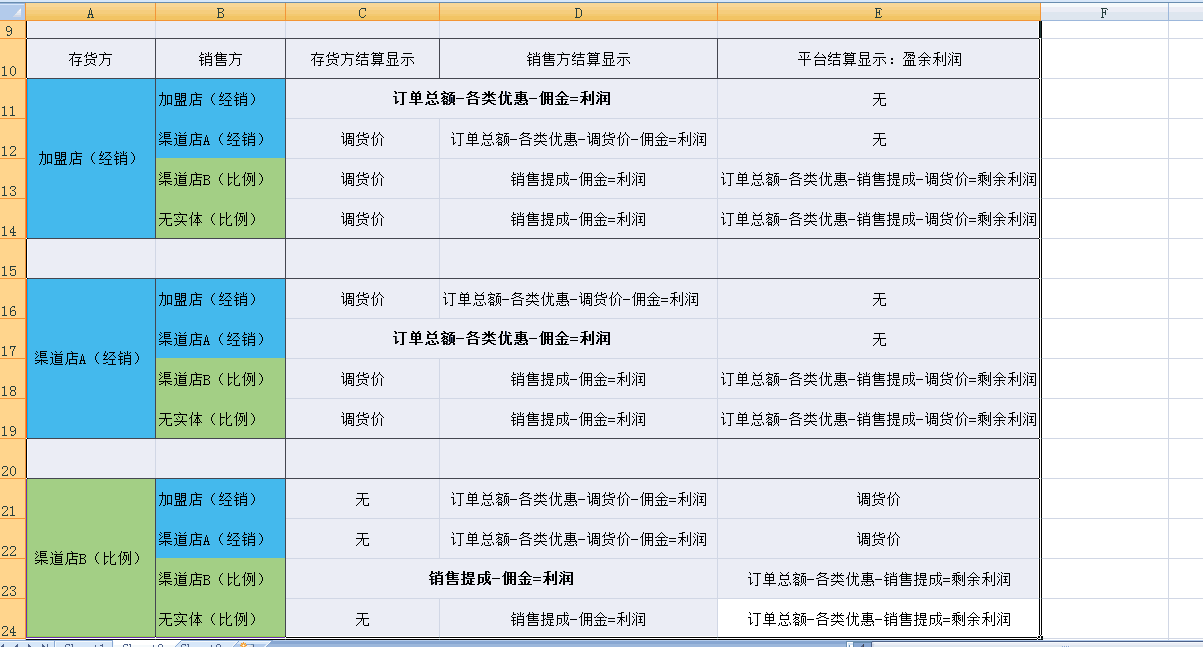 A B C D E F
9
10 存货方 销售方 存货方结算显示 销售方结算显示 平台结算显示：盈余利润
11 加盟店（经销） 订单总额-各类优惠-佣金=利润 无
12 加盟店（经销） 渠道店A（经销） 调货价 订单总额-各类优惠-调货价-佣金=利润 无
13 渠道店B（比例） 调货价 销售提成-佣金=利润 订单总额-各类优惠-销售提成-调货价=剩余利润
14 无实体（比例） 调货价 销售提成-佣金=利润 订单总额-各类优惠-销售提成-调货价=剩余利润
15
16 加盟店（经销） 调货价 订单总额-各类优惠-调货价-佣金=利润 无
17 渠道店A（经销） 渠道店A（经销） 订单总额-各类优惠-佣金=利润 无
18 渠道店B（比例） 调货价 销售提成-佣金=利润 订单总额-各类优惠-销售提成-调货价=剩余利润
19 无实体（比例） 调货价 销售提成-佣金=利润 订单总额-各类优惠-销售提成-调货价=剩余利润
20
21 加盟店（经销） 无 订单总额-各类优惠-调货价-佣金=利润 调货价
22 渠道店B（比例） 渠道店A（经销） 无 订单总额-各类优惠-调货价-佣金=利润 调货价
23 渠道店B（比例） 销售提成-佣金=利润 订单总额-各类优惠-销售提成=剩余利润
24 无实体（比例） 无 销售提成-佣金=利润 订单总额-各类优惠-销售提成=剩余利润